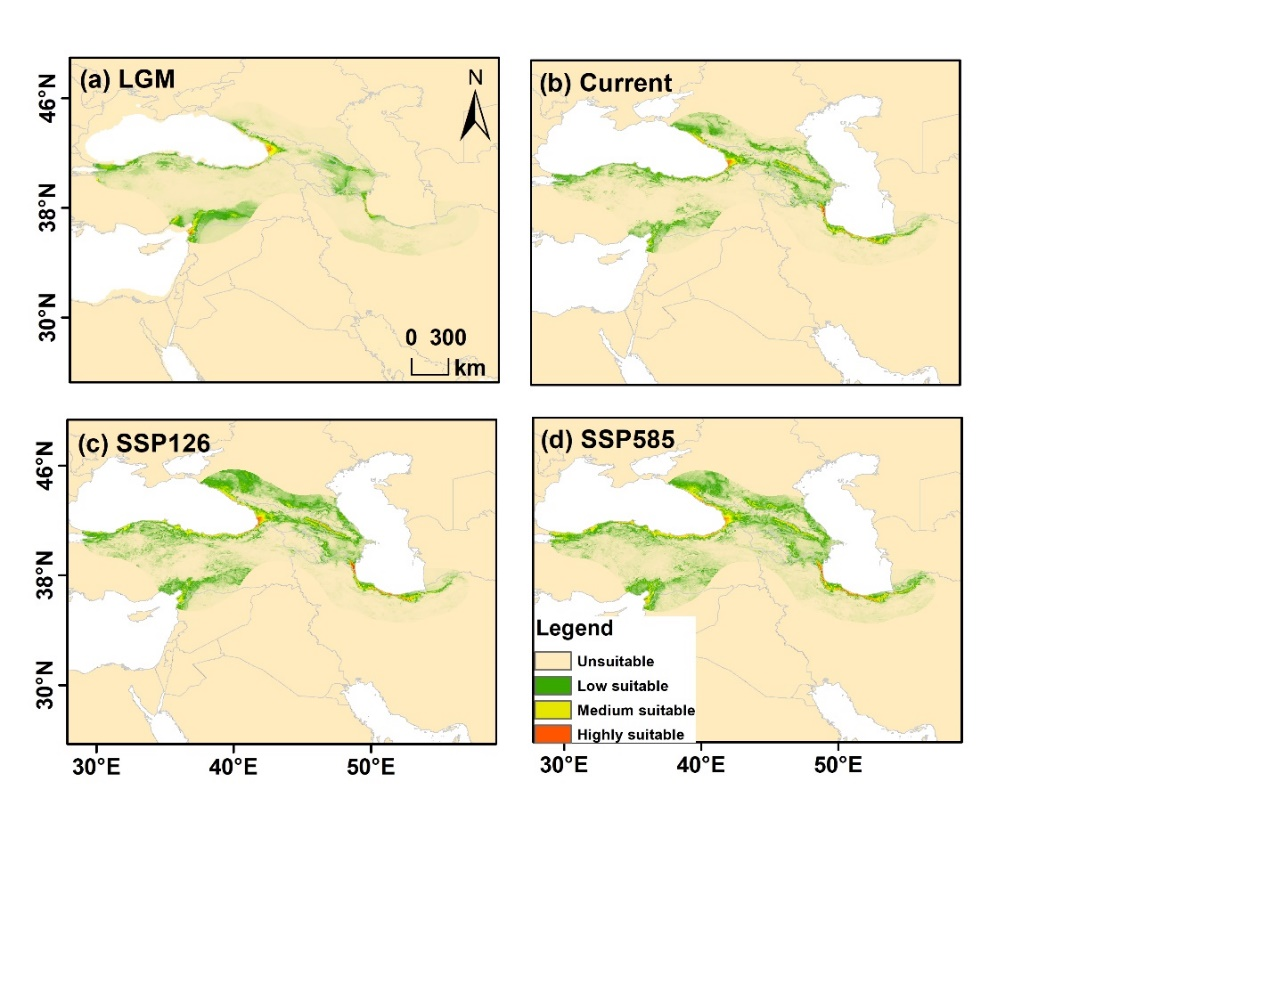 (a) LGM
N
46°N
38°N
30°N
0 300
km
(b) Current
(c) SSP126
46°N
38°N
30°N
30°E
40°E
50°E
(d) SSP585
Legend
Unsuitable
Low suitable
Medium suitable
Highly suitable
30°E
40°E
50°E